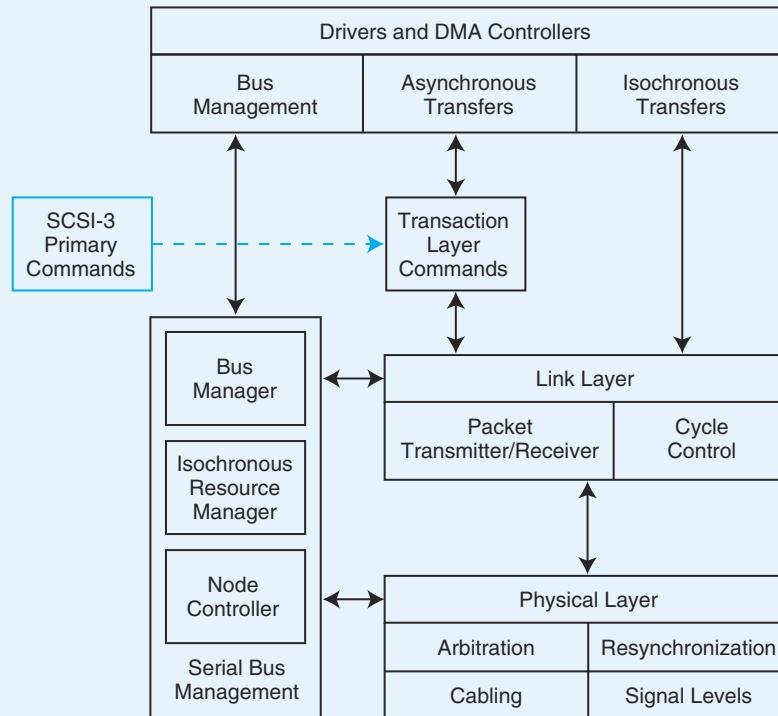 Drivers and DMA Controllers
Bus
Management
Asynchronous
Transfers
Isochronous
Transfers
SCSI-3
Primary
Commands
Transaction
Layer
Commands
Bus
Manager
Isochronous
Resource
Manager
Node
Controller
Serial Bus
Management
Link Layer
Packet
Transmitter/Receiver
Cycle
Control
Physical Layer
Arbitration
Resynchronization
Cabling
Signal Levels